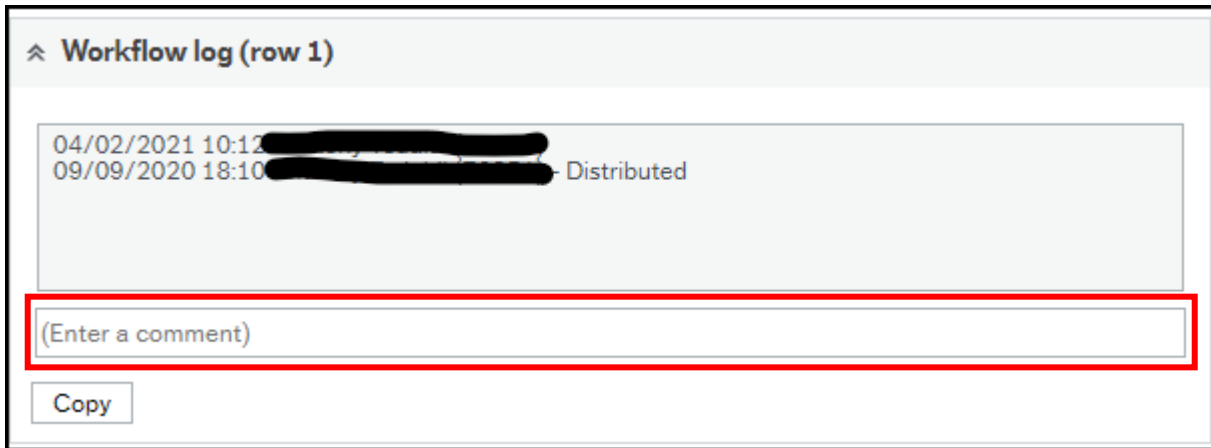 Workflow log (row 1)
04/02/2021 10:12
09/09/2020 18:10 - Distributed
(Enter a comment)
Copy